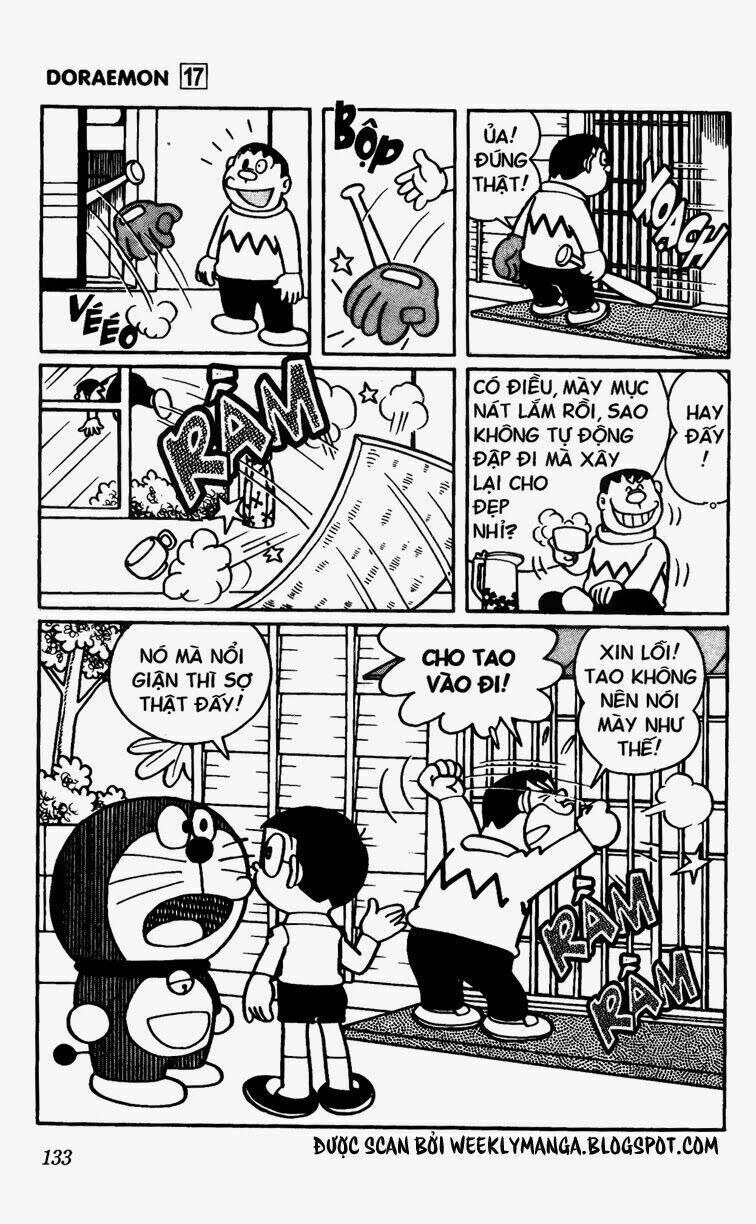 DORAEMON 17
ỦA!
ĐÚNG
THẬT!
XOẠCH
BỘP
VÉÉO
HAY
ĐẤY
!
CÓ ĐIỀU, MÀY MỤC
NÁT LẮM RỒI, SAO
KHÔNG TỰ ĐỘNG
ĐẬP ĐI MÀ XÂY
LẠI CHO
ĐẸP
NHỈ?
RẦM
XIN LỖI!
TAO KHÔNG
NÊN NÓI
MÀY NHƯ
THẾ!
CHO TAO
VÀO ĐI!
RẦM
RẦM
NÓ MÀ NỔI
GIẬN THÌ SỢ
THẬT ĐẤY!
133
ĐƯỢC SCAN BỞI WEEKLYMANGA.BLOGSPOT.COM